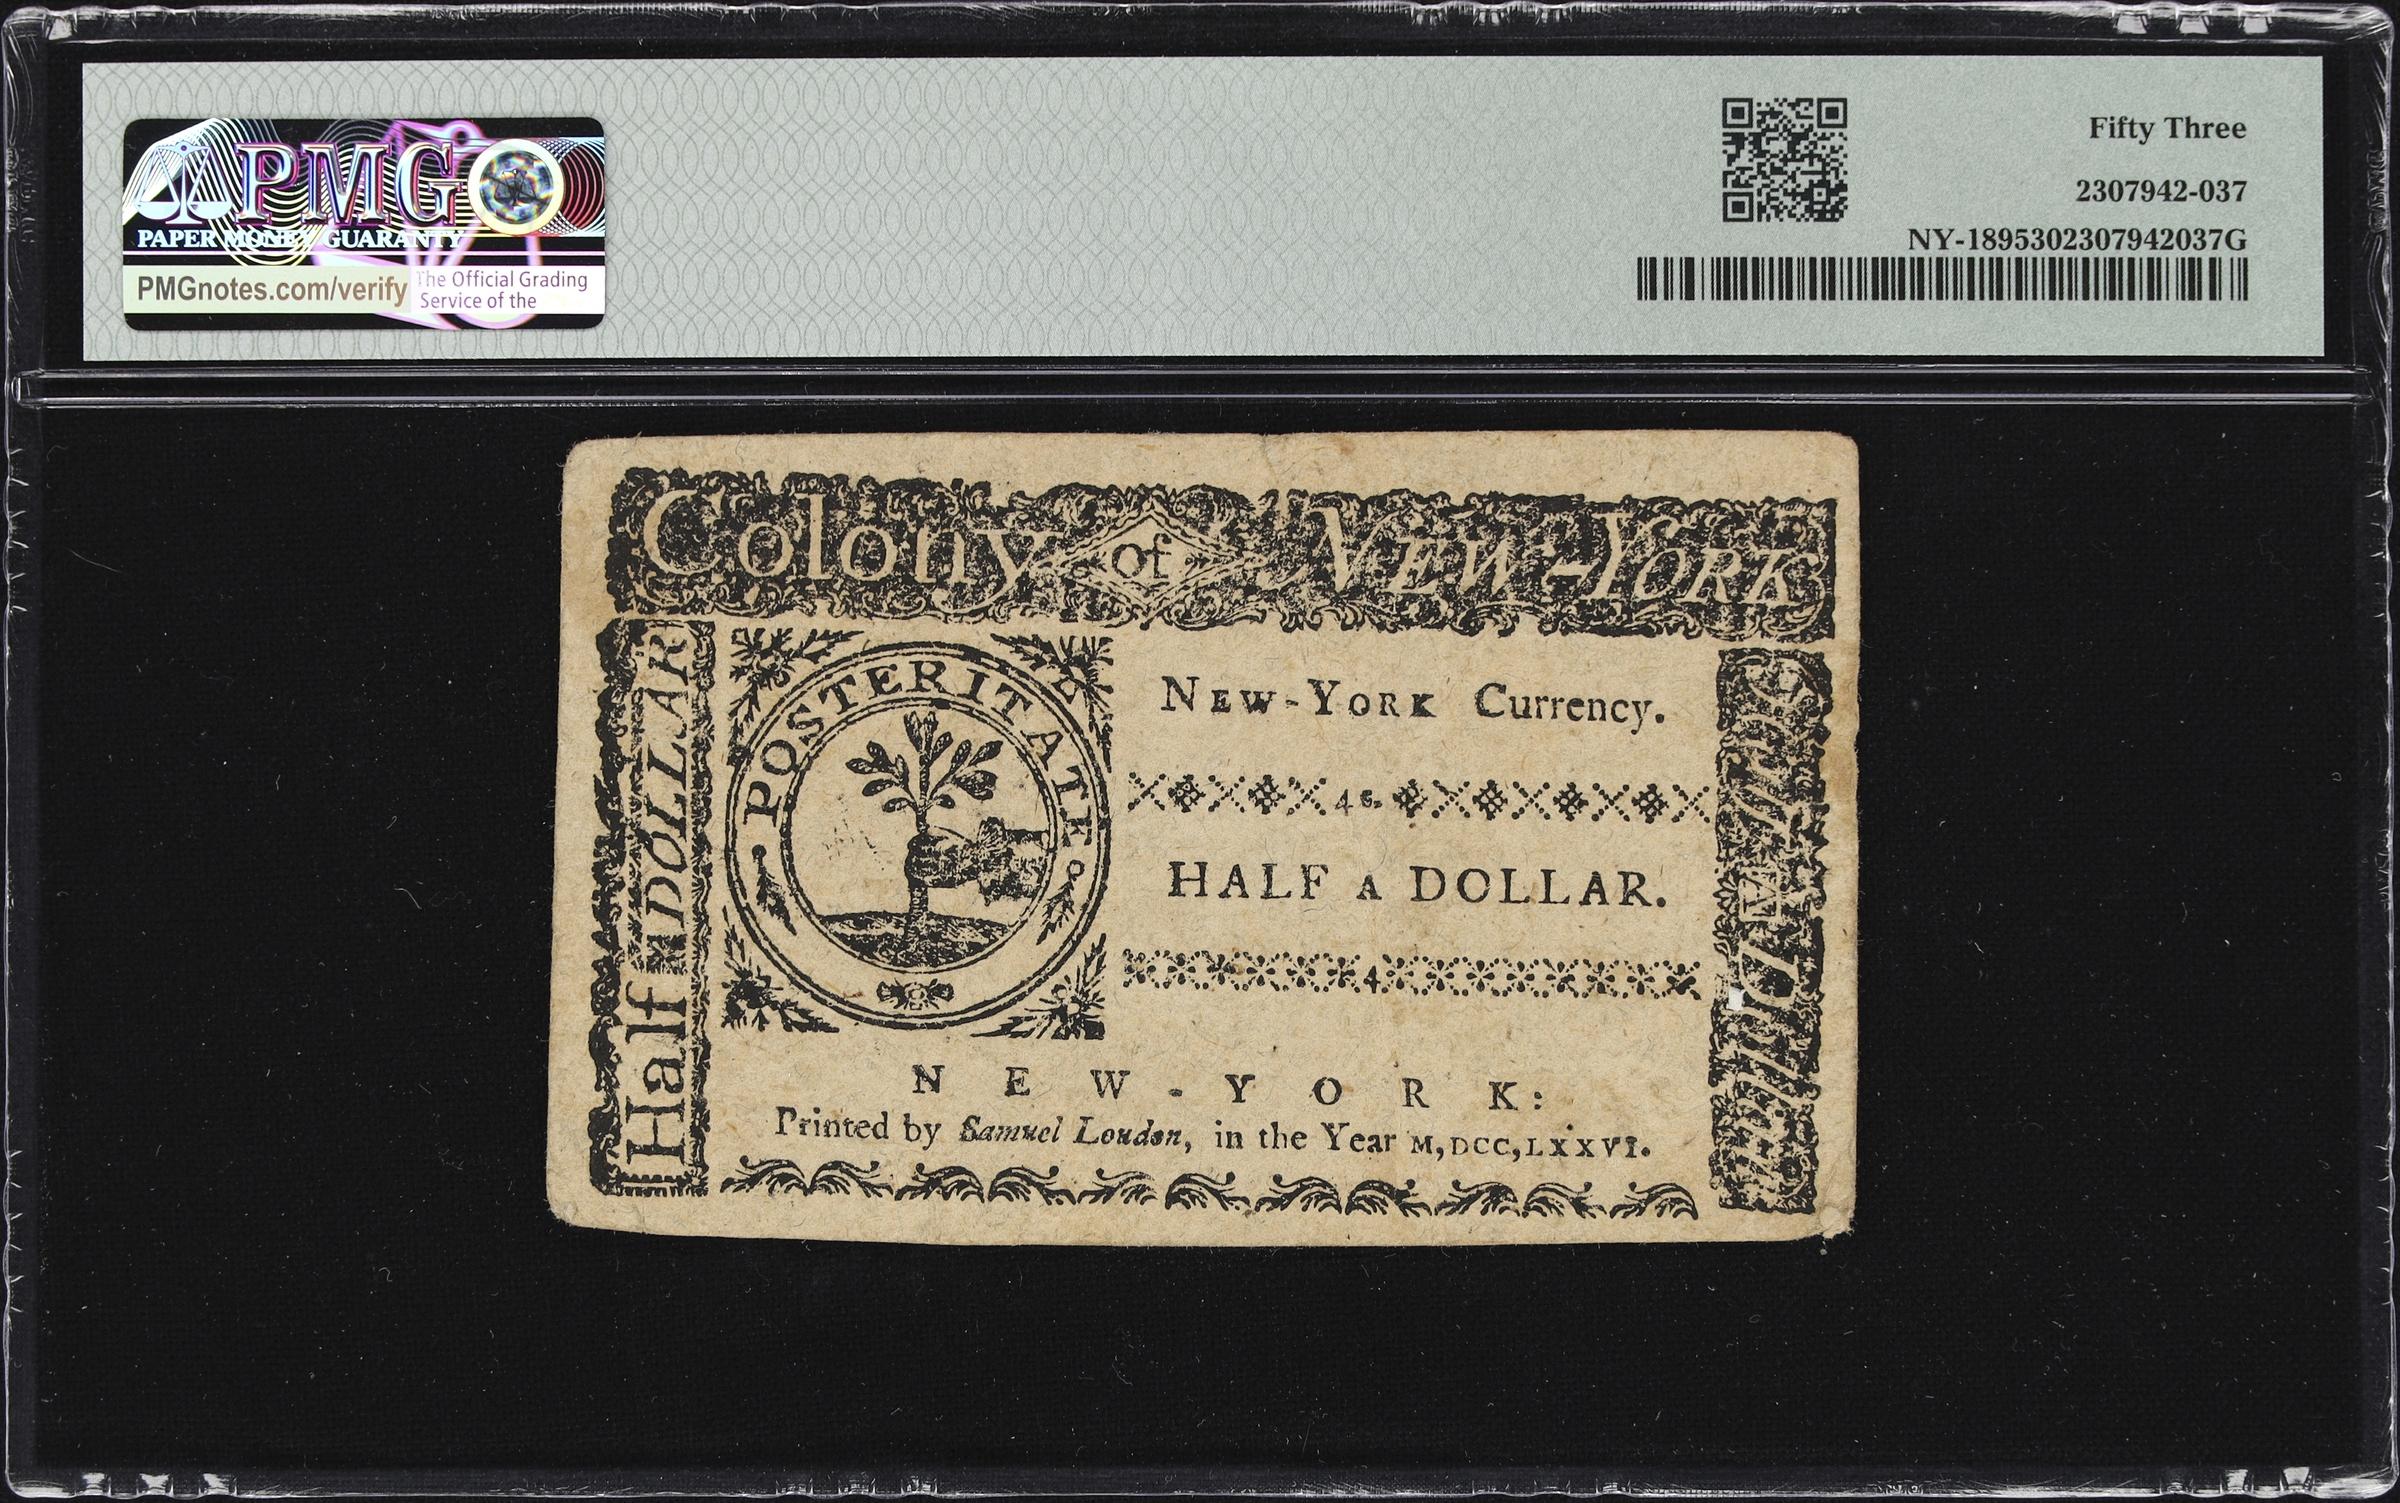 PMG
PAPER MONEY GUARANTY
PMGnotes.com/verify
The Official Grading
Service of the
Fifty Three
2307942-037
NY-1895302307942037G
Colony of NEW-YORK
Half a DOLLAR
POSTERITATE
NEW-YORK Currency.
4s.
HALF A DOLLAR.
4
NEW-YORK:
Printed by Samuel Loudon, in the Year M,DCC,LXXVI.